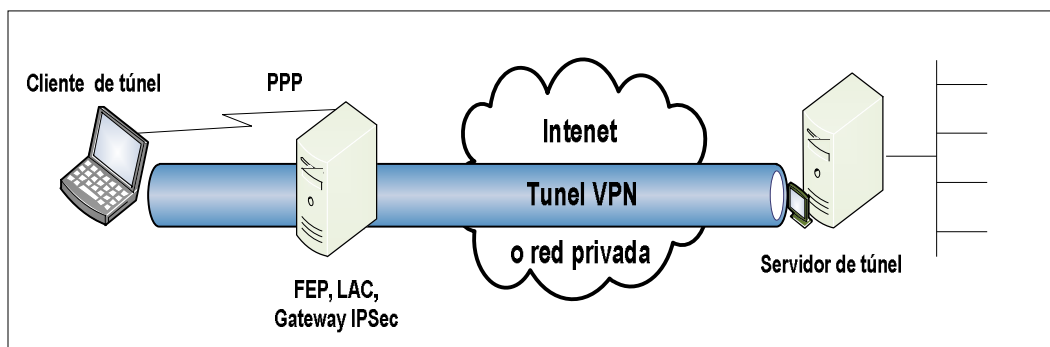 Cliente de túnel
PPP
Intenet
Tunel VPN
o red privada
Servidor de túnel
FEP, LAC,
Gateway IPSec